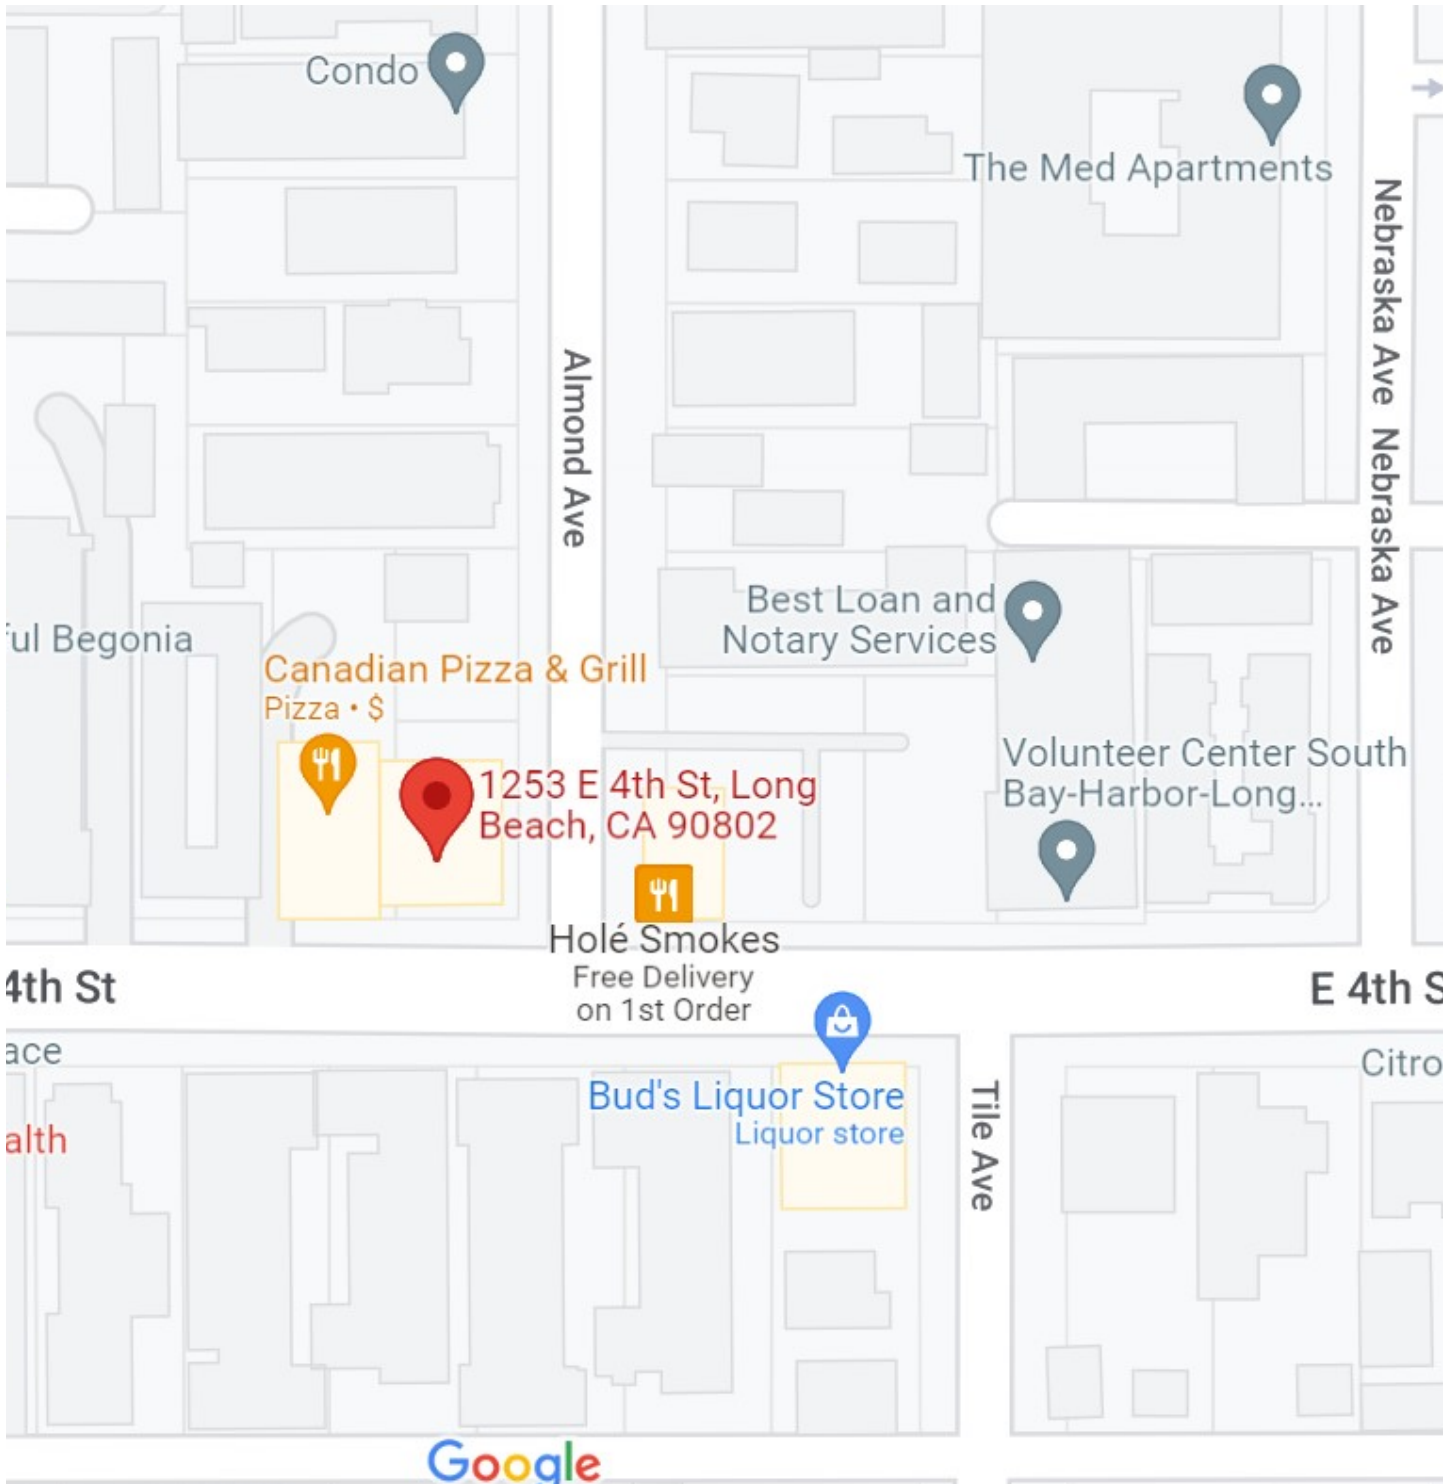 Condo
The Med Apartments
Nebraska Ave
Almond Ave
Nebraska Ave
Best Loan and
Notary Services
ful Begonia
Canadian Pizza & Grill
Pizza • $
Volunteer Center South
Bay-Harbor-Long...
1253 E 4th St, Long
Beach, CA 90802
Holé Smokes
Free Delivery
on 1st Order
4th St
E 4th S
ace
Citro
Bud's Liquor Store
Liquor store
alth
Tile Ave
Google